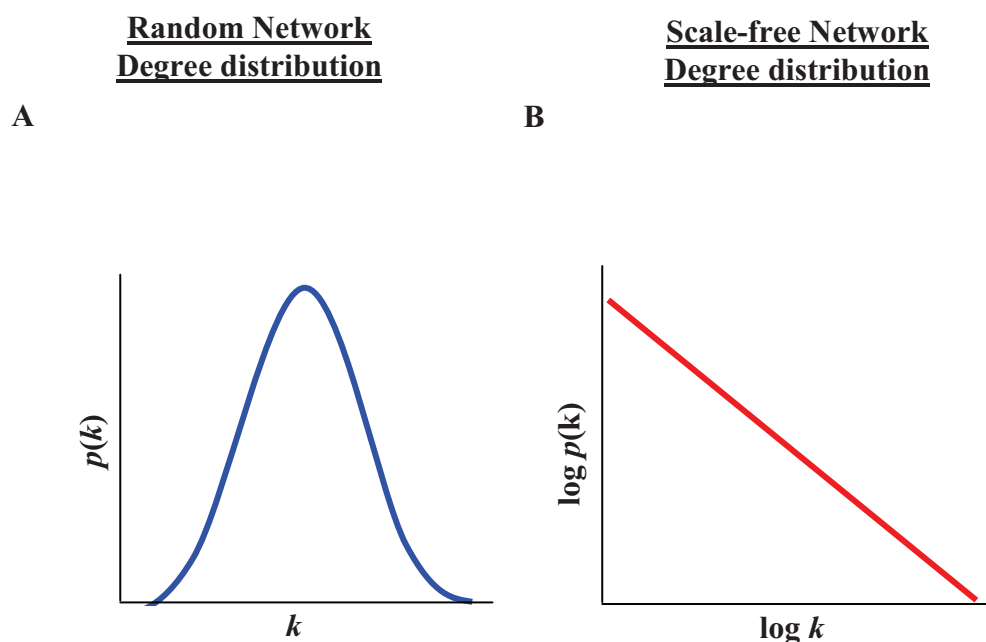 Random Network
Degree distribution
Scale-free Network
Degree distribution
A
B
p(k)
k
log p(k)
log k